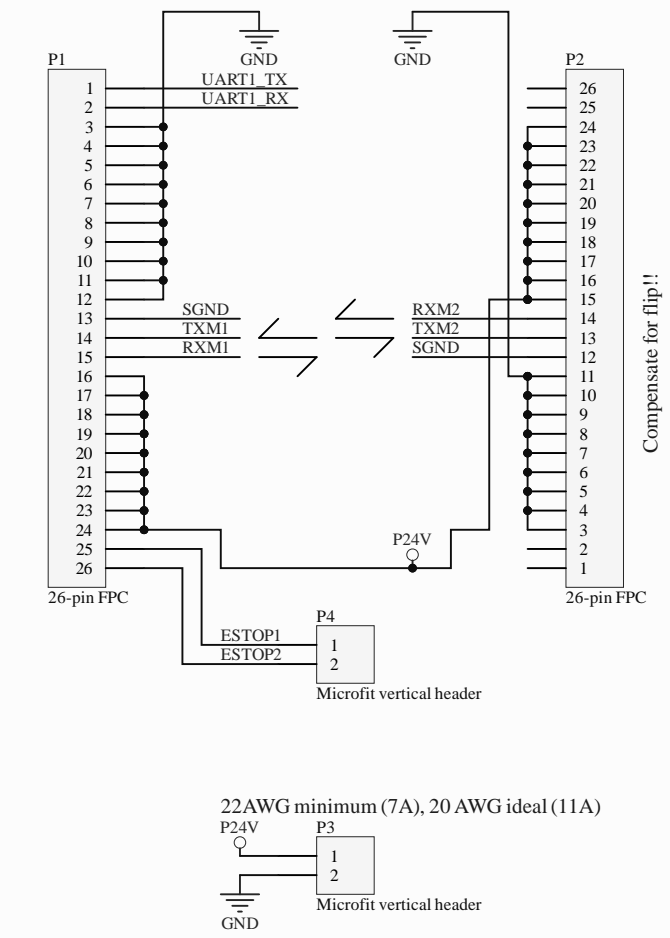 GND
GND
P1
P2
UART1_TX
UART1_RX
1
2
3
4
5
6
7
8
9
10
11
12
13
14
15
16
17
18
19
20
21
22
23
24
25
26
26-pin FPC
SGND
TXM1
RXM1
RXM2
TXM2
SGND
26
25
24
23
22
21
20
19
18
17
16
15
14
13
12
11
10
9
8
7
6
5
4
3
2
1
26-pin FPC
Compensate for flip!!
P24V
P4
ESTOP1
ESTOP2
1
2
Microfit vertical header
22AWG minimum (7A), 20 AWG ideal (11A)
P24V
P3
1
2
Microfit vertical header
GND